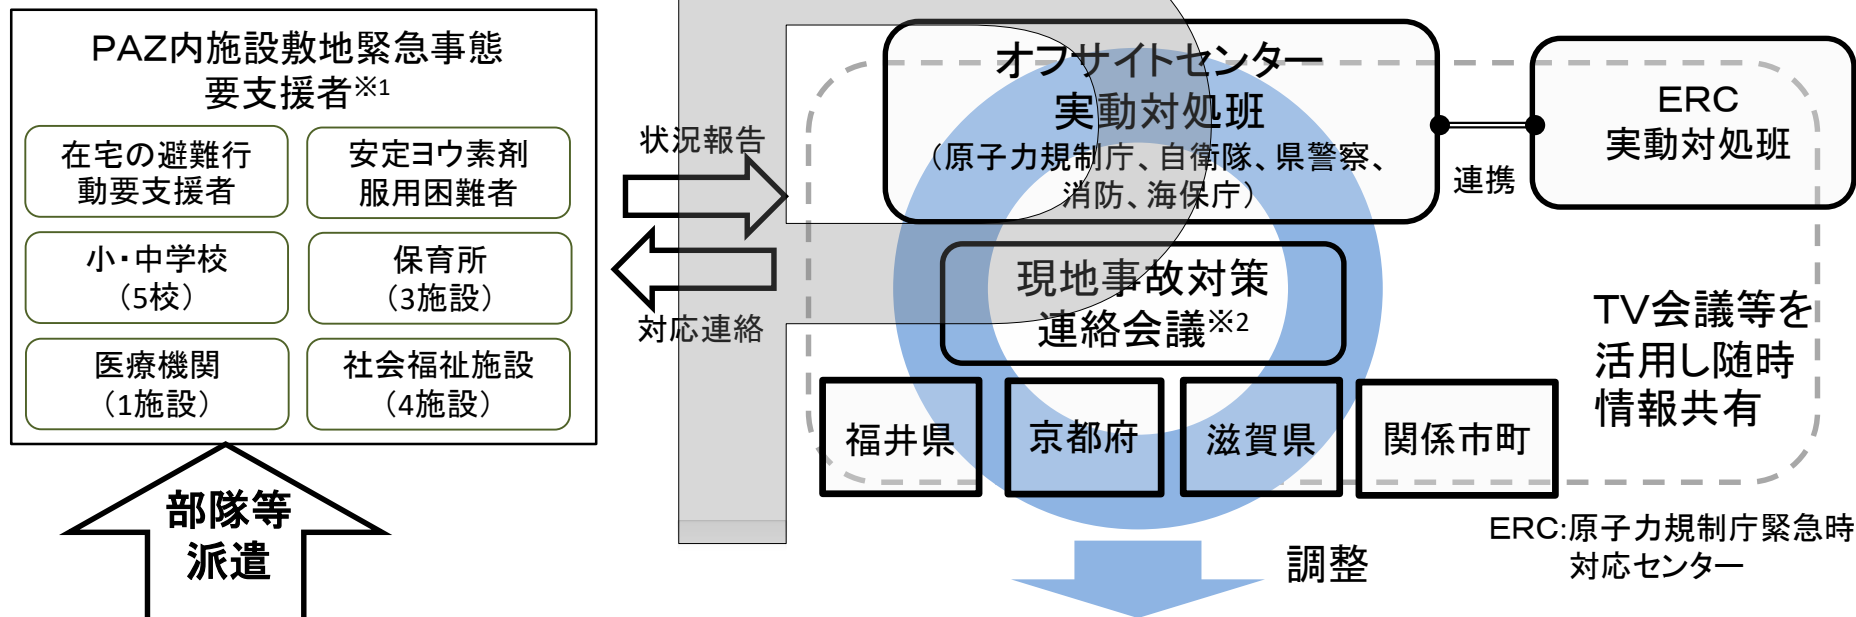 PAZ内施設敷地緊急事態
要支援者※1
在宅の避難行
動要支援者
安定ヨウ素剤
服用困難者
小・中学校
（5校）
保育所
（3施設）
医療機関
（1施設）
社会福祉施設
（4施設）
部隊等
派遣
状況報告
対応連絡
オフサイトセンター
実動対処班
（原子力規制庁、自衛隊、県警察、
消防、海保庁）
連携
ERC
実動対処班
現地事故対策
連絡会議※2
福井県
京都府
滋賀県
関係市町
TV会議等を
活用し随時
情報共有
ERC:原子力規制庁緊急時
対応センター
調整